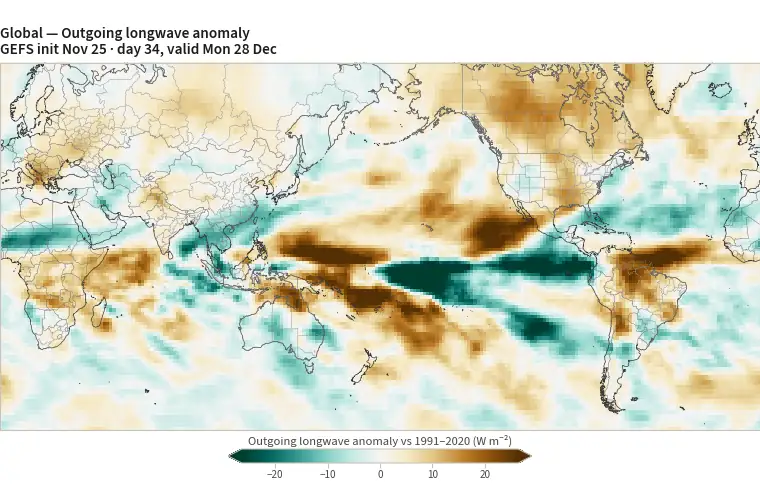 Global — Outgoing longwave anomaly
GEFS init Nov 25 · day 34, valid Mon 28 Dec
Outgoing longwave anomaly vs 1991–2020 (W m⁻²)
−20 −10 0 10 20